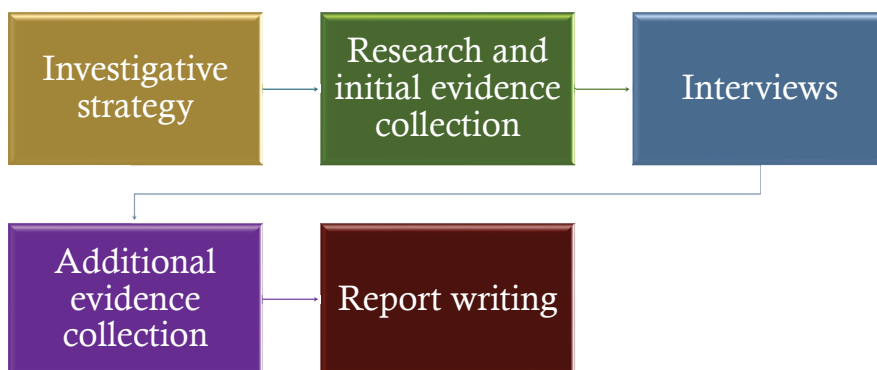 Investigative
strategy
Research and
initial evidence
collection
Interviews
Additional
evidence
collection
Report writing